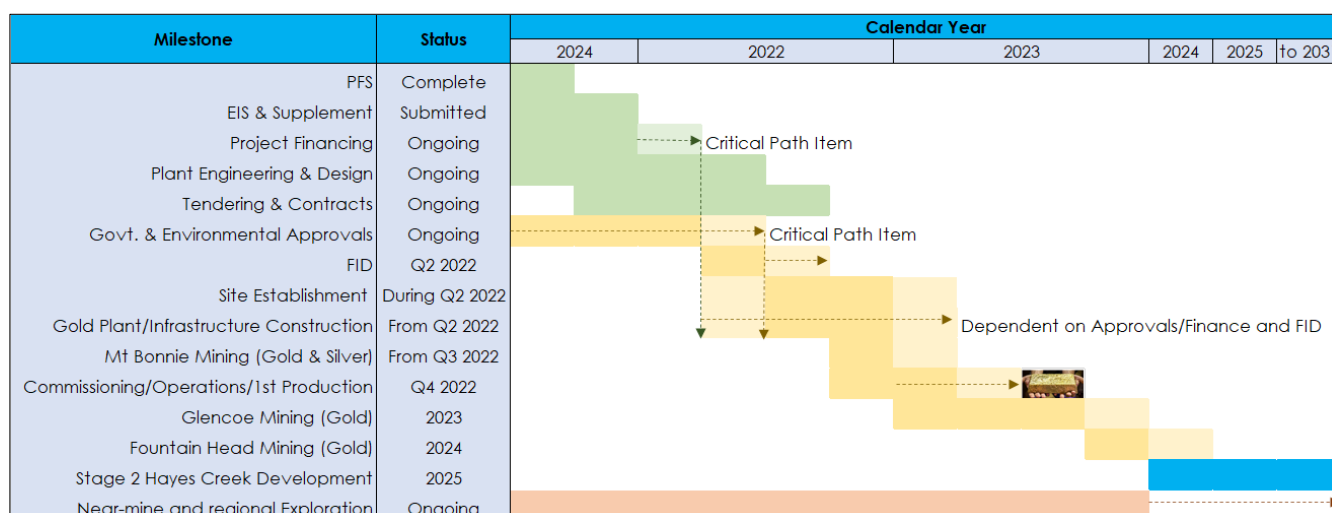 Milestone Status Calendar Year
2024 2022 2023 2024 2025 to 203
PFS Complete
EIS & Supplement Submitted
Project Financing Ongoing Critical Path Item
Plant Engineering & Design Ongoing
Tendering & Contracts Ongoing
Govt. & Environmental Approvals Ongoing Critical Path Item
FID Q2 2022
Site Establishment During Q2 2022
Gold Plant/Infrastructure Construction From Q2 2022 Dependent on Approvals/Finance and FID
Mt Bonnie Mining (Gold & Silver) From Q3 2022
Commissioning/Operations/1st Production Q4 2022
Glencoe Mining (Gold) 2023
Fountain Head Mining (Gold) 2024
Stage 2 Hayes Creek Development 2025
Near-mine and regional Exploration Ongoing